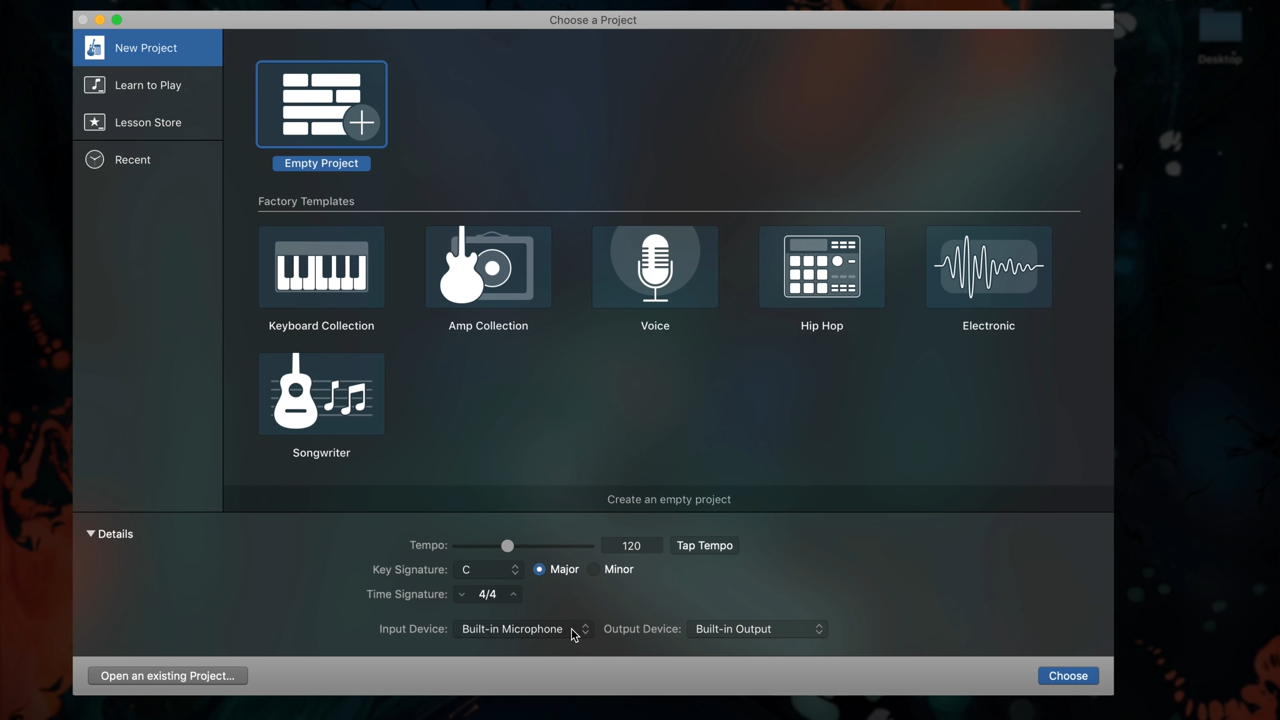 Choose a Project
New Project
Learn to Play
Lesson Store
Recent
Empty Project
Factory Templates
Keyboard Collection
Amp Collection
Voice
Hip Hop
Electronic
Songwriter
Create an empty project
Details
Tempo: 120 Tap Tempo
Key Signature: C Major Minor
Time Signature: 4/4
Input Device: Built-in Microphone Output Device: Built-in Output
Open an existing Project... Choose
Desktop